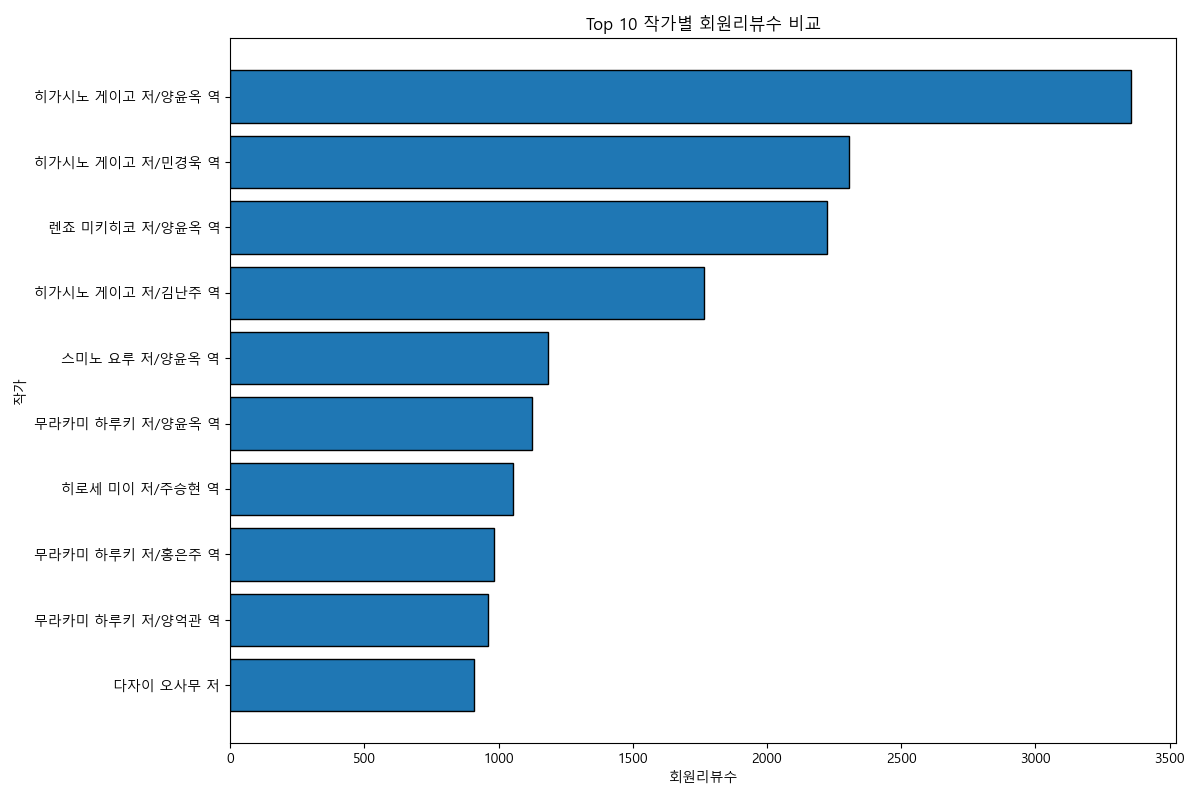 Top 10 작가별 회원리뷰수 비교
히가시노 게이고 저/양윤옥 역
히가시노 게이고 저/민경욱 역
렌죠 미키히코 저/양윤옥 역
히가시노 게이고 저/김난주 역
스미노 요루 저/양윤옥 역
무라카미 하루키 저/양윤옥 역
히로세 미이 저/주승현 역
무라카미 하루키 저/홍은주 역
무라카미 하루키 저/양억관 역
다자이 오사무 저
작가
0 500 1000 1500 2000 2500 3000 3500
회원리뷰수